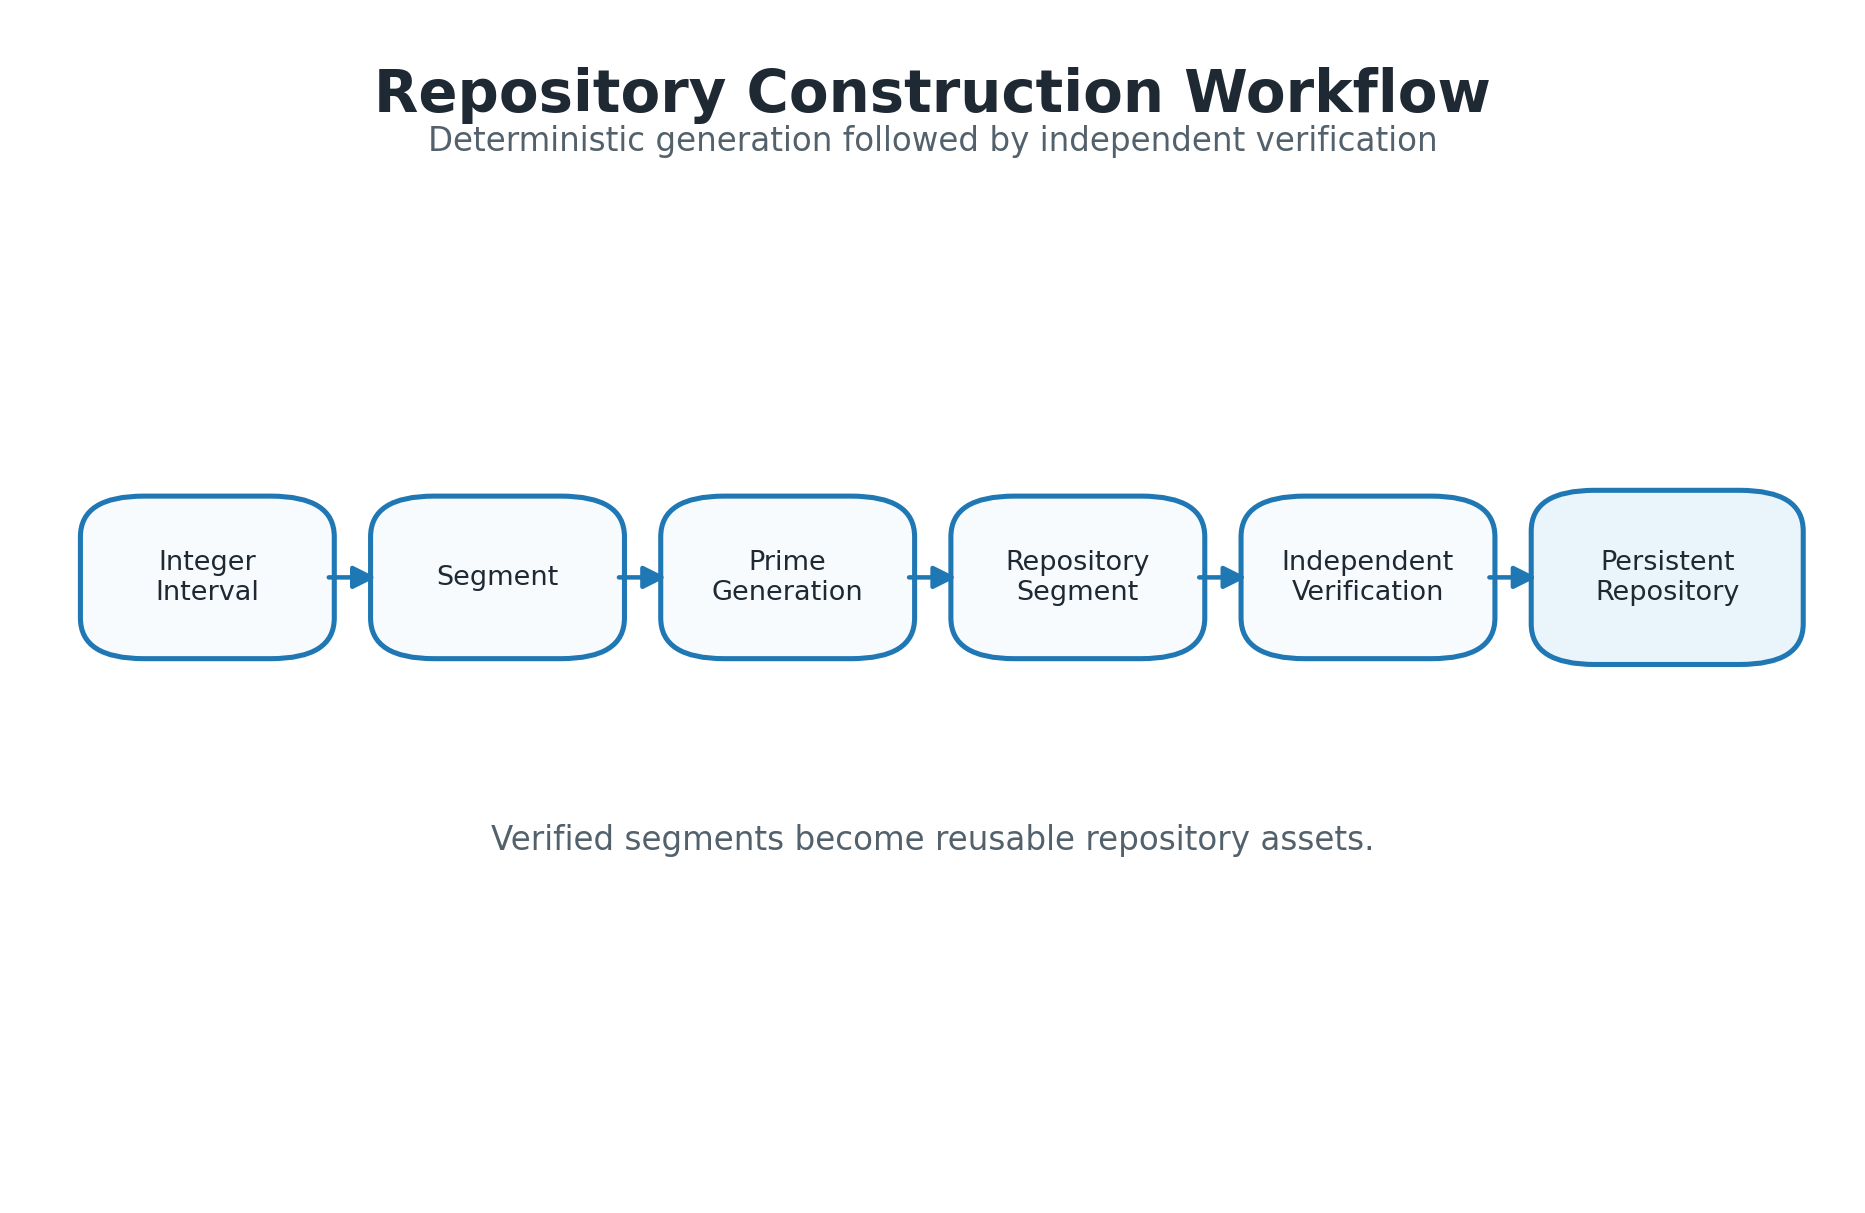 Repository Construction Workflow
Deterministic generation followed by independent verification
Integer
Interval
Segment
Prime
Generation
Repository
Segment
Independent
Verification
Persistent
Repository
Verified segments become reusable repository assets.